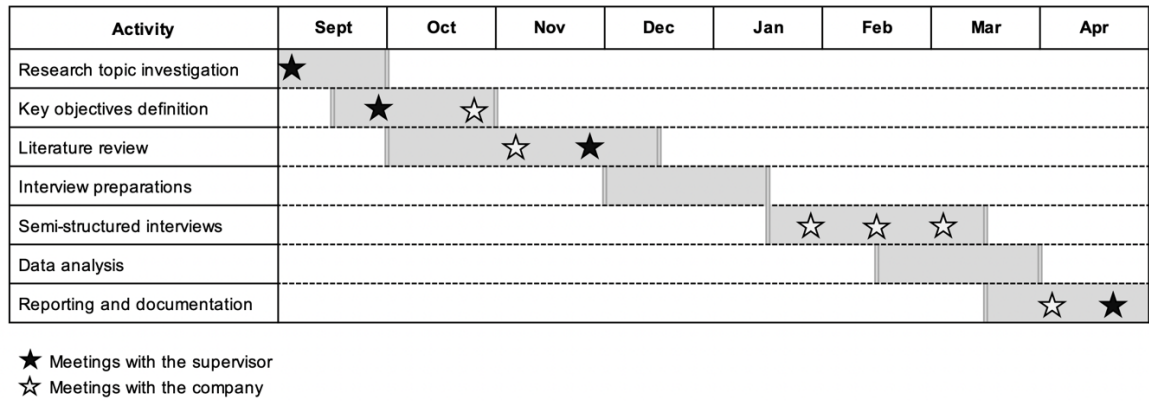 Activity Sept Oct Nov Dec Jan Feb Mar Apr
Research topic investigation
Key objectives definition
Literature review
Interview preparations
Semi-structured interviews
Data analysis
Reporting and documentation
Meetings with the supervisor
Meetings with the company